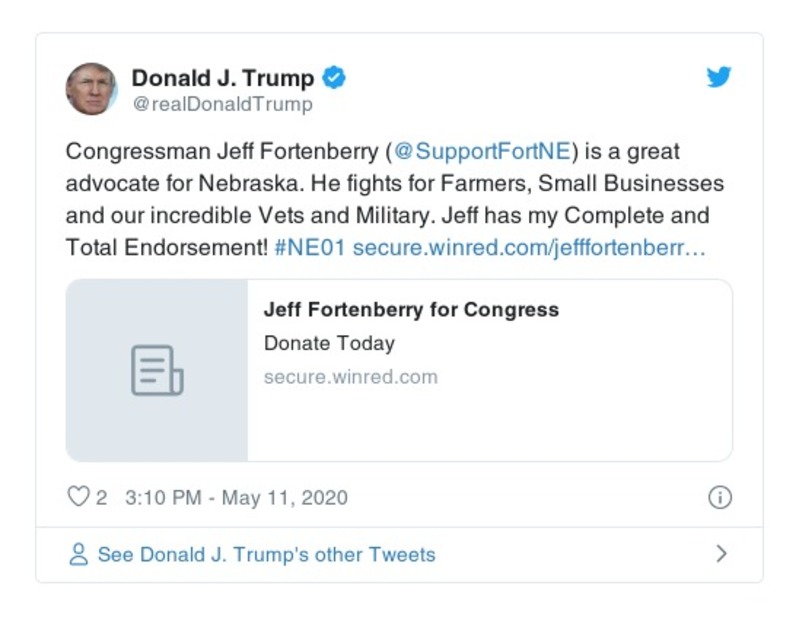 Donald J. Trump
@realDonaldTrump
Congressman Jeff Fortenberry (@SupportFortNE) is a great
advocate for Nebraska. He fights for Farmers, Small Businesses
and our incredible Vets and Military. Jeff has my Complete and
Total Endorsement! #NE01 secure.winred.com/jefffortenberr…
Jeff Fortenberry for Congress
Donate Today
secure.winred.com
2 3:10 PM - May 11, 2020
See Donald J. Trump's other Tweets